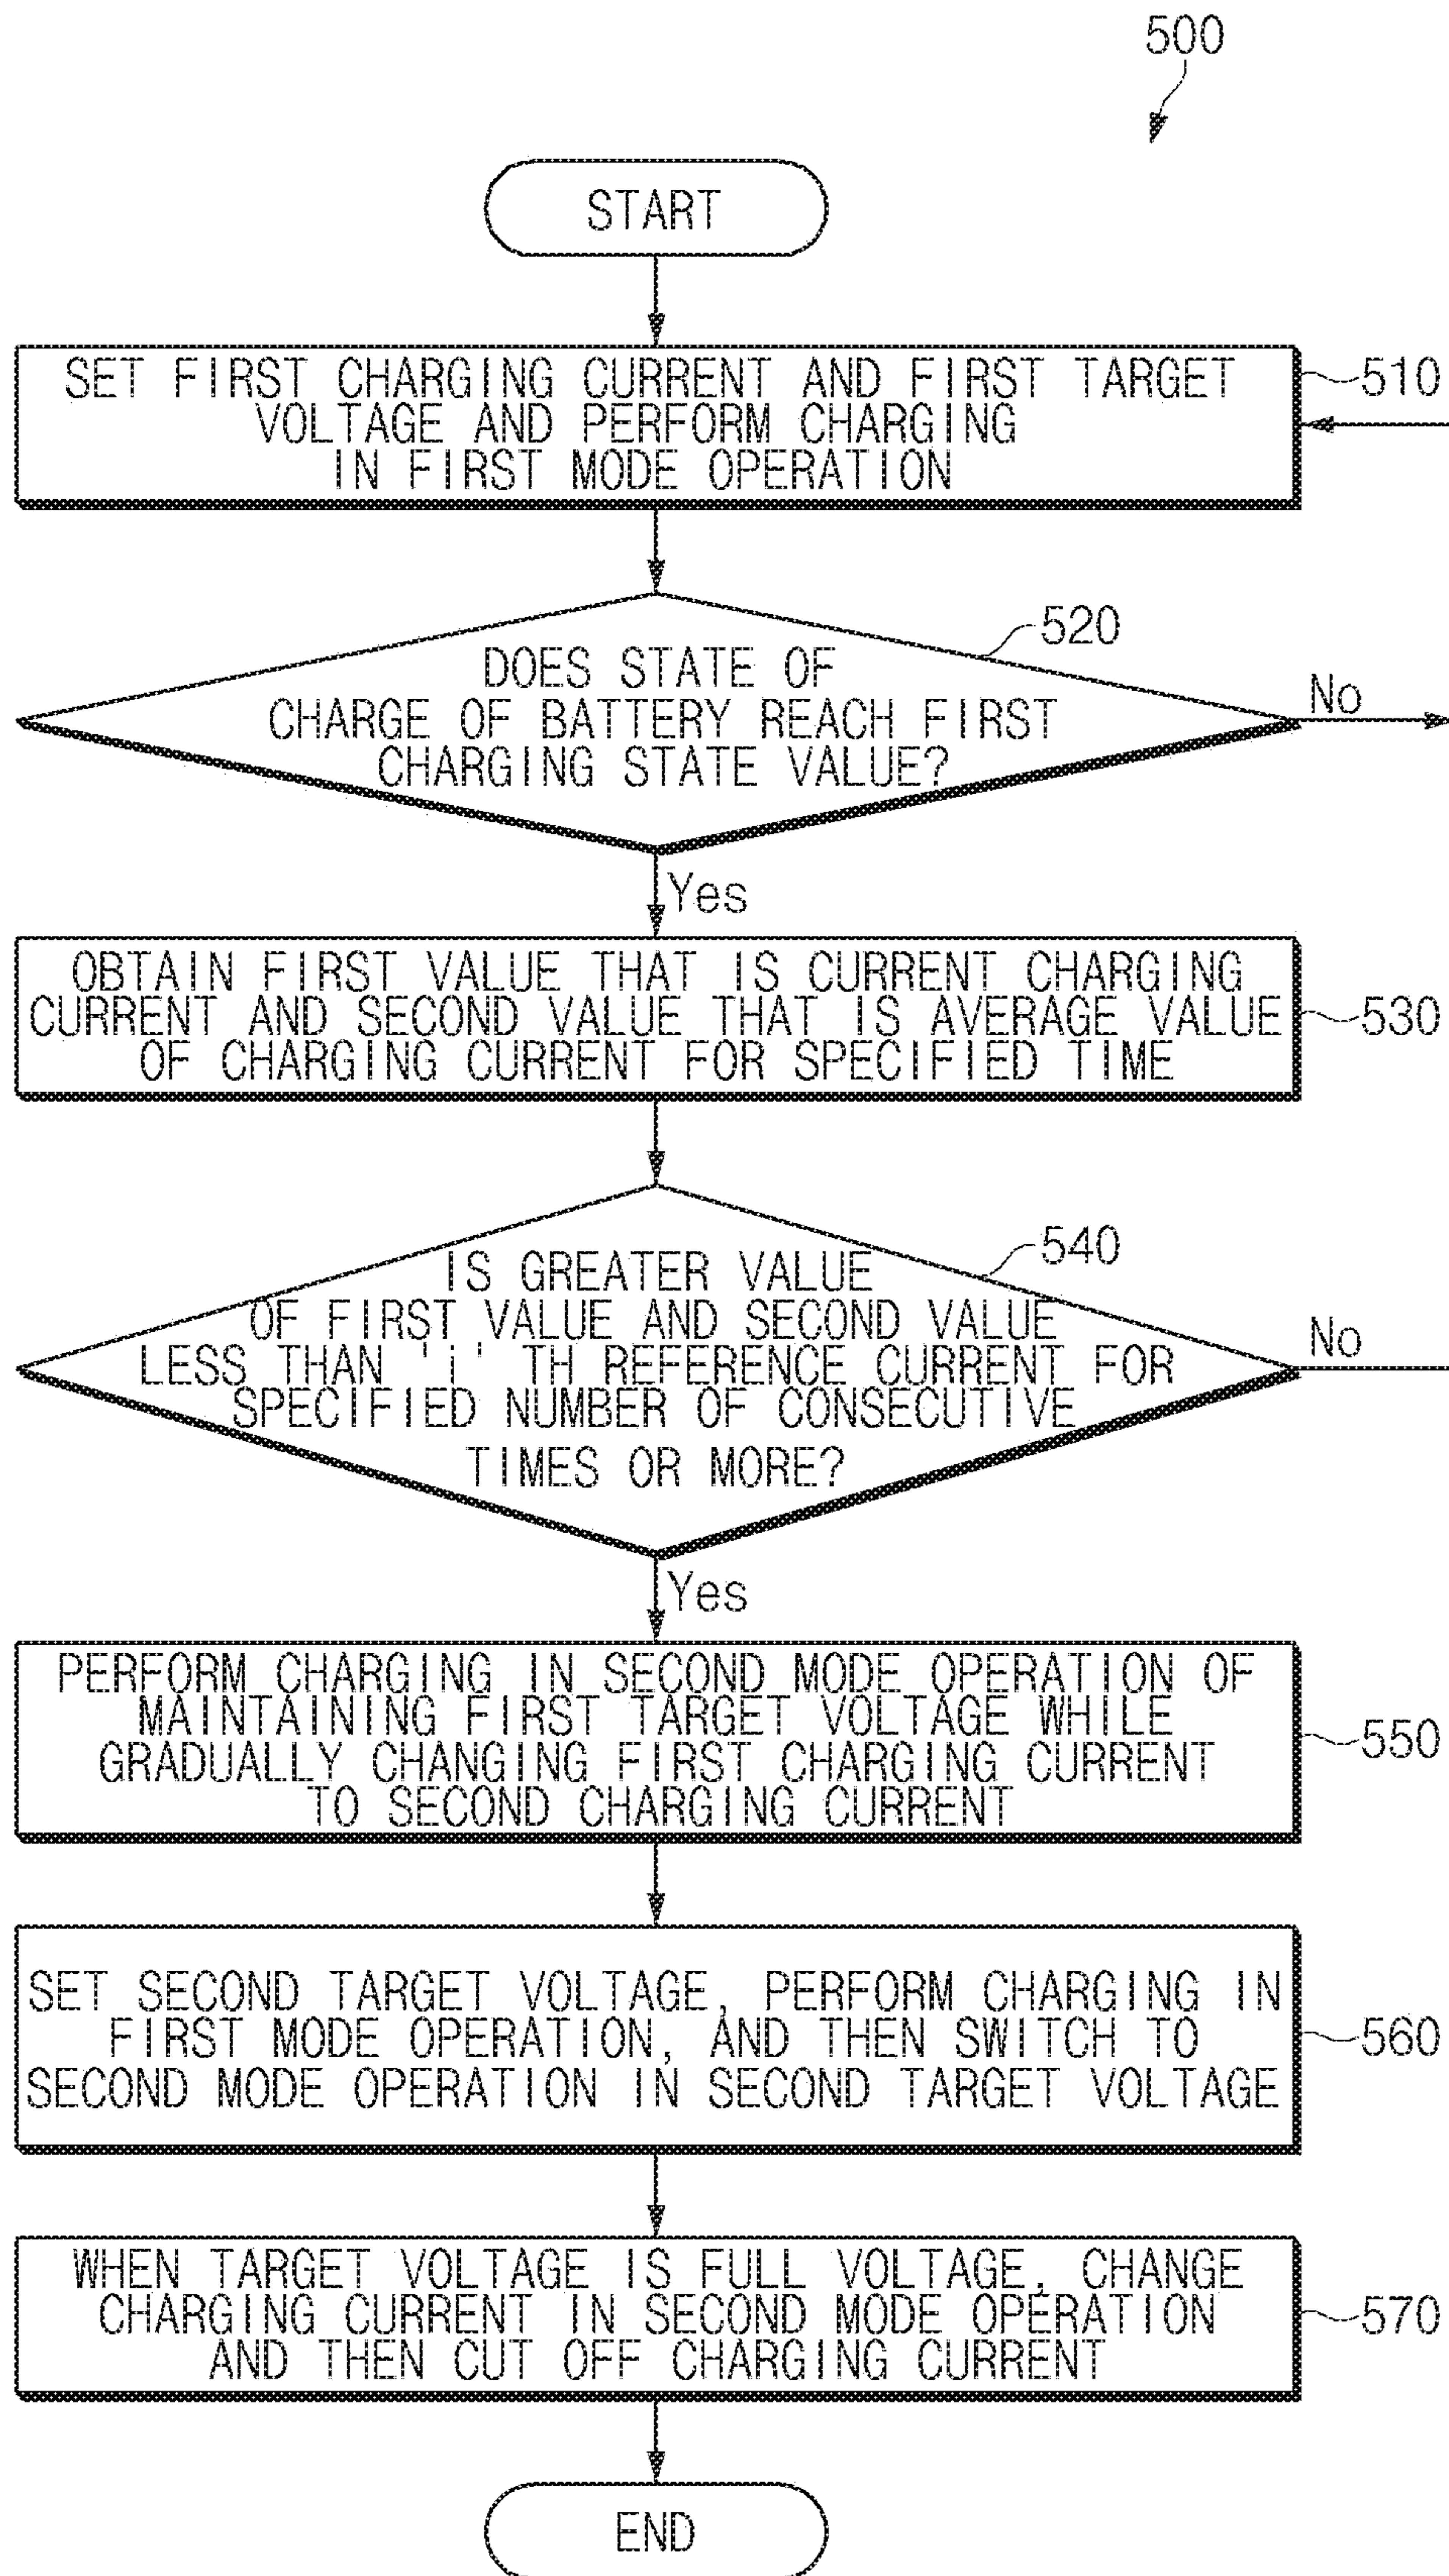 500
START
SET FIRST CHARGING CURRENT AND FIRST TARGET
VOLTAGE AND PERFORM CHARGING
IN FIRST MODE OPERATION
510
520
DOES STATE OF
CHARGE OF BATTERY REACH FIRST
CHARGING STATE VALUE?
No
Yes
OBTAIN FIRST VALUE THAT IS CURRENT CHARGING
CURRENT AND SECOND VALUE THAT IS AVERAGE VALUE
OF CHARGING CURRENT FOR SPECIFIED TIME
530
540
IS GREATER VALUE
OF FIRST VALUE AND SECOND VALUE
LESS THAN 'i' TH REFERENCE CURRENT FOR
SPECIFIED NUMBER OF CONSECUTIVE
TIMES OR MORE?
No
Yes
PERFORM CHARGING IN SECOND MODE OPERATION OF
MAINTAINING FIRST TARGET VOLTAGE WHILE
GRADUALLY CHANGING FIRST CHARGING CURRENT
TO SECOND CHARGING CURRENT
550
SET SECOND TARGET VOLTAGE, PERFORM CHARGING IN
FIRST MODE OPERATION, AND THEN SWITCH TO
SECOND MODE OPERATION IN SECOND TARGET VOLTAGE
560
WHEN TARGET VOLTAGE IS FULL VOLTAGE, CHANGE
CHARGING CURRENT IN SECOND MODE OPERATION
AND THEN CUT OFF CHARGING CURRENT
570
END